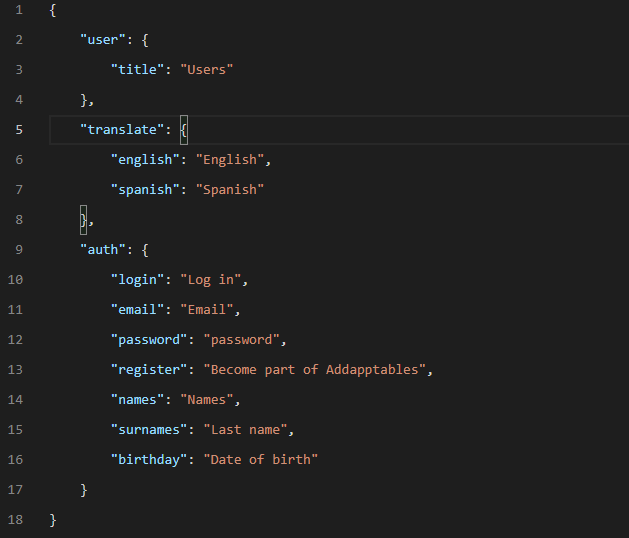 1 {
2 "user": {
3 "title": "Users"
4 },
5 "translate": {
6 "english": "English",
7 "spanish": "Spanish"
8 },
9 "auth": {
10 "login": "Log in",
11 "email": "Email",
12 "password": "password",
13 "register": "Become part of Addapptables",
14 "names": "Names",
15 "surnames": "Last name",
16 "birthday": "Date of birth"
17 }
18 }